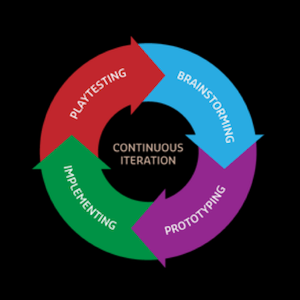 PLAYTESTING
BRAINSTORMING
CONTINUOUS
ITERATION
IMPLEMENTING
PROTOTYPING